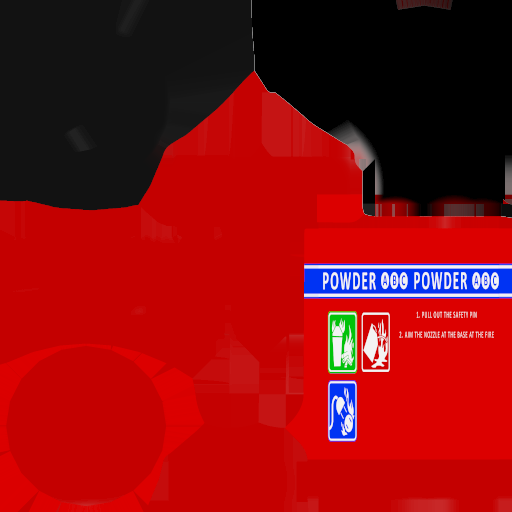 POWDER ABC POWDER ABC
1. PULL OUT THE SAFETY PIN
2. AIM THE NOZZLE AT THE BASE AT THE FIRE